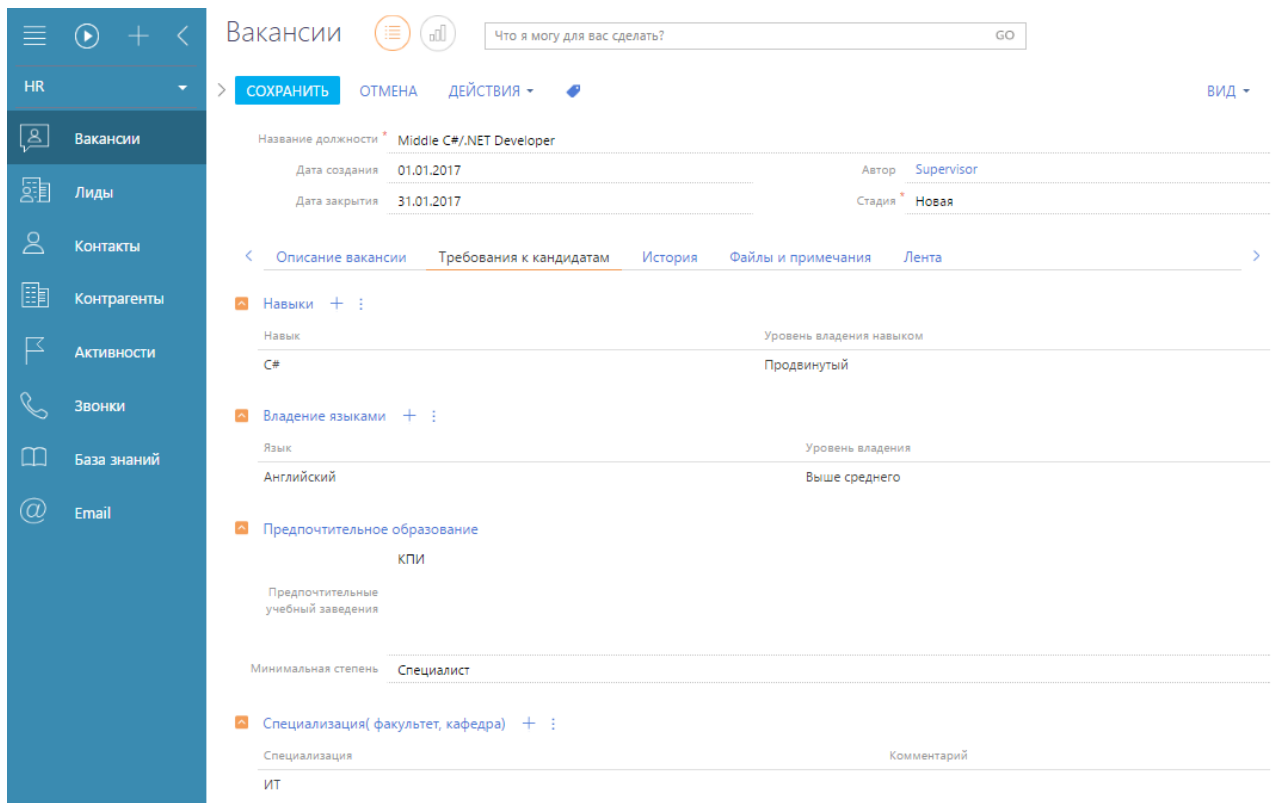 Вакансии
Что я могу для вас сделать? GO
HR
СОХРАНИТЬ ОТМЕНА ДЕЙСТВИЯ ВИД
Вакансии
Лиды
Контакты
Контрагенты
Активности
Звонки
База знаний
Email
Название должности * Middle C#/.NET Developer
Дата создания 01.01.2017 Автор Supervisor
Дата закрытия 31.01.2017 Стадия * Новая
Описание вакансии Требования к кандидатам История Файлы и примечания Лента
Навыки
Навык Уровень владения навыком
C# Продвинутый
Владение языками
Язык Уровень владения
Английский Выше среднего
Предпочтительное образование
КПИ
Предпочтительные
учебный заведения
Минимальная степень Специалист
Специализация( факультет, кафедра)
Специализация Комментарий
ИТ